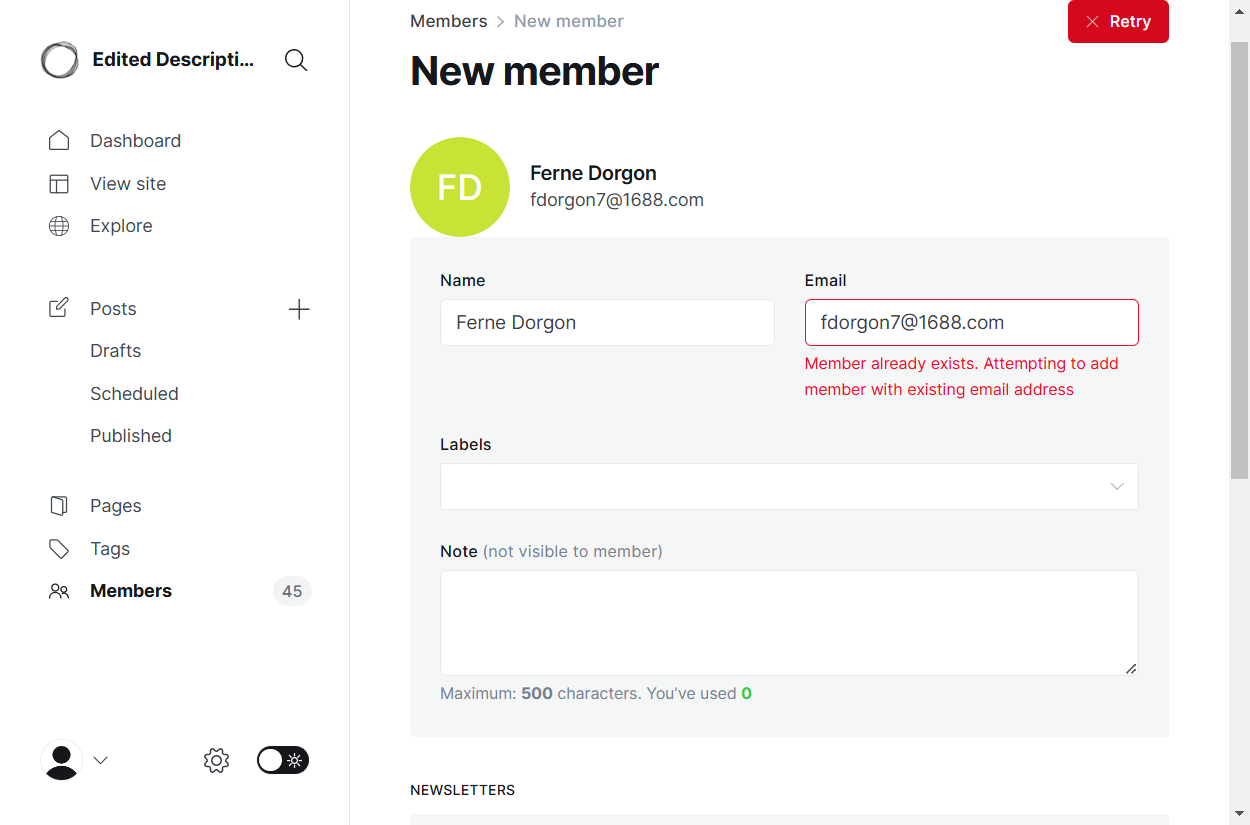 Edited Descripti...
Dashboard
View site
Explore
Posts
Drafts
Scheduled
Published
Pages
Tags
Members 45
Members > New member
Retry
New member
FD
Ferne Dorgon
fdorgon7@1688.com
Name
Ferne Dorgon
Email
fdorgon7@1688.com
Member already exists. Attempting to add
member with existing email address
Labels
Note (not visible to member)
Maximum: 500 characters. You've used 0
NEWSLETTERS